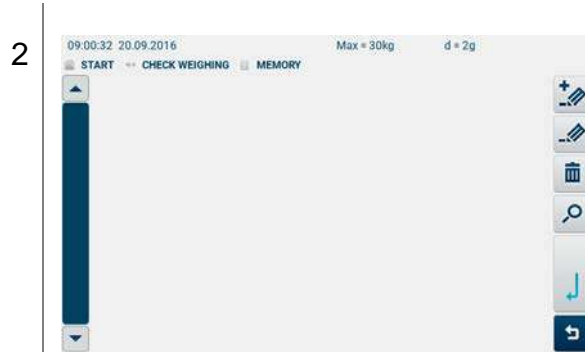 2
09:00:32 20.09.2016 Max = 30kg d = 2g
START CHECK WEIGHING MEMORY